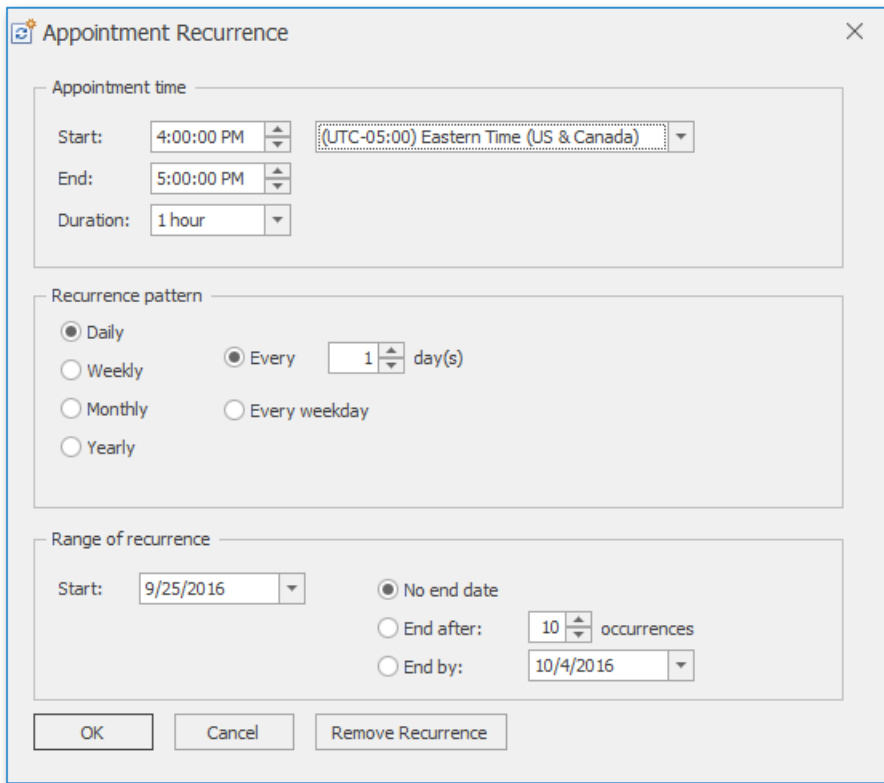 Appointment Recurrence
Appointment time
Start: 4:00:00 PM (UTC-05:00) Eastern Time (US & Canada)
End: 5:00:00 PM
Duration: 1 hour
Recurrence pattern
Daily
Every 1 day(s)
Weekly
Monthly
Every weekday
Yearly
Range of recurrence
Start: 9/25/2016 No end date
End after: 10 occurrences
End by: 10/4/2016
OK Cancel Remove Recurrence